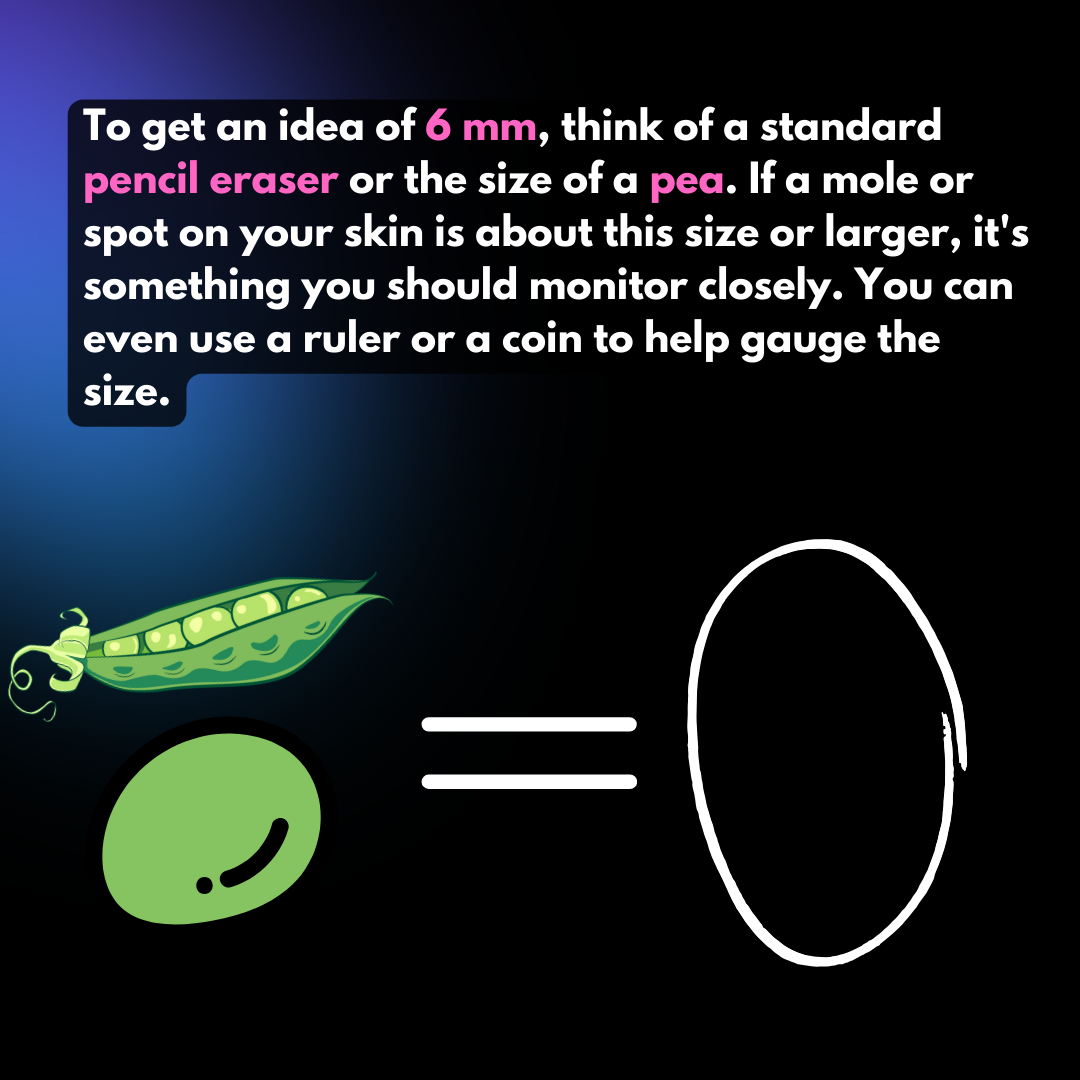 To get an idea of 6 mm, think of a standard
pencil eraser or the size of a pea. If a mole or
spot on your skin is about this size or larger, it's
something you should monitor closely. You can
even use a ruler or a coin to help gauge the
size.